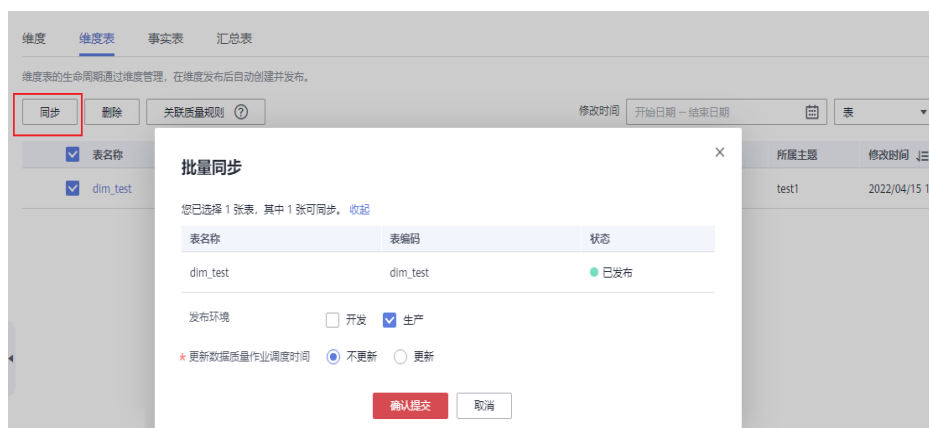 维度 维度表 事实表 汇总表
维度表的生命周期通过维度管理，在维度发布后自动创建并发布。
同步 删除 关联质量规则 ? 修改时间 开始日期 – 结束日期 表
表名称 所属主题 修改时间
dim_test test1 2022/04/15 1
批量同步
您已选择 1 张表，其中 1 张可同步。 收起
表名称 表编码 状态
dim_test dim_test 已发布
发布环境 开发 生产
* 更新数据质量作业调度时间 不更新 更新
确认提交 取消